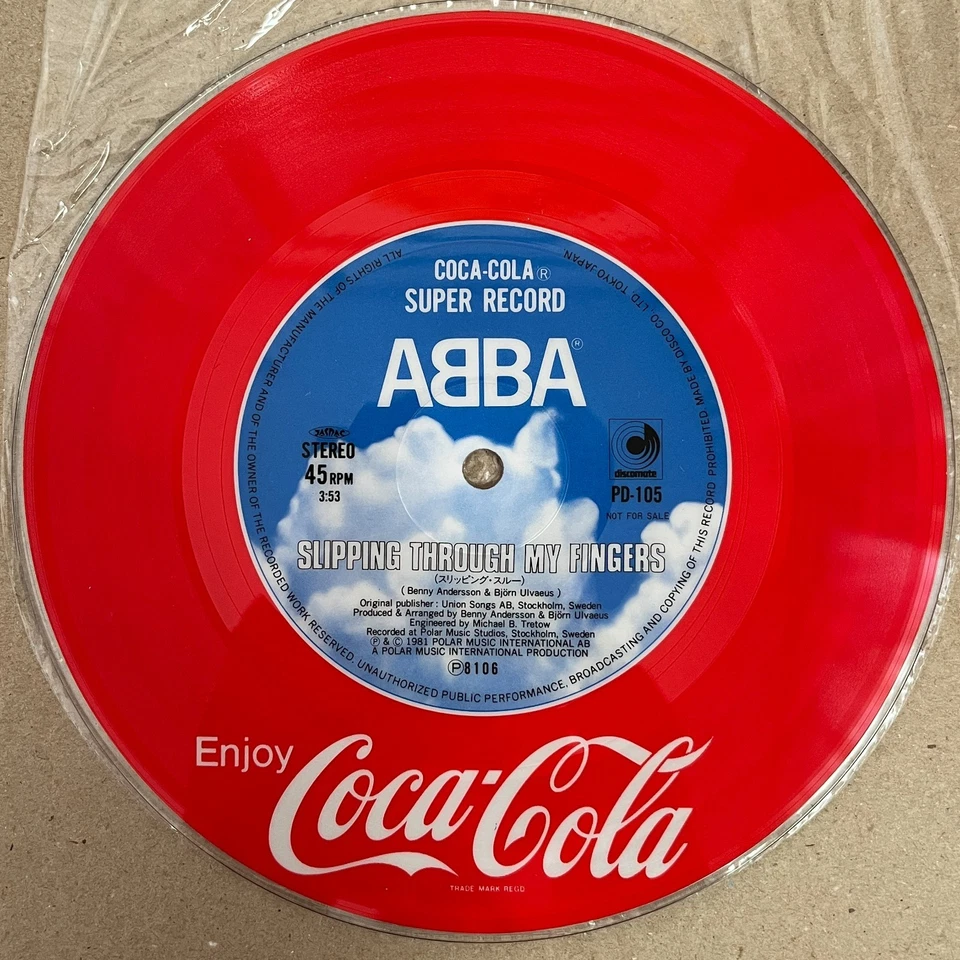 COCA-COLA®
SUPER RECORD
ABBA®
JASRAC
STEREO
45 RPM
3:53
discomate
PD-105
NOT FOR SALE
SLIPPING THROUGH MY FINGERS
(スリッピング・スルー)
( Benny Andersson & Björn Ulvaeus )
Original publisher : Union Songs AB, Stockholm, Sweden
Produced & Arranged by Benny Andersson & Björn Ulvaeus
Engineered by Michael B. Tretow
Recorded at Polar Music Studios, Stockholm, Sweden
Ⓟ & © 1981 POLAR MUSIC INTERNATIONAL AB
A POLAR MUSIC INTERNATIONAL PRODUCTION
Ⓟ8106
ALL RIGHTS OF THE MANUFACTURER AND OF THE OWNER OF THE RECORDED WORK RESERVED. UNAUTHORIZED PUBLIC PERFORMANCE, BROADCASTING AND COPYING OF THIS RECORD PROHIBITED. MADE BY DISCO CO. LTD, TOKYO JAPAN.
Enjoy
Coca-Cola
TRADE MARK REGD